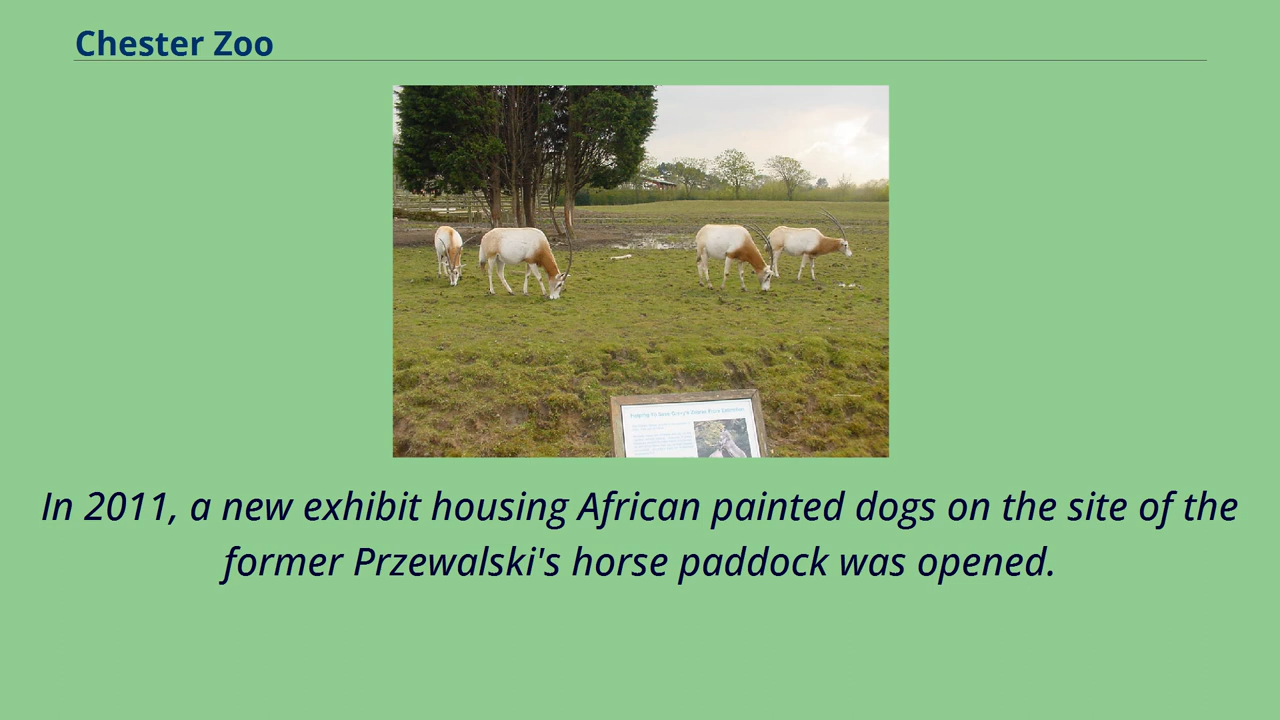 Chester Zoo
In 2011, a new exhibit housing African painted dogs on the site of the
former Przewalski's horse paddock was opened.